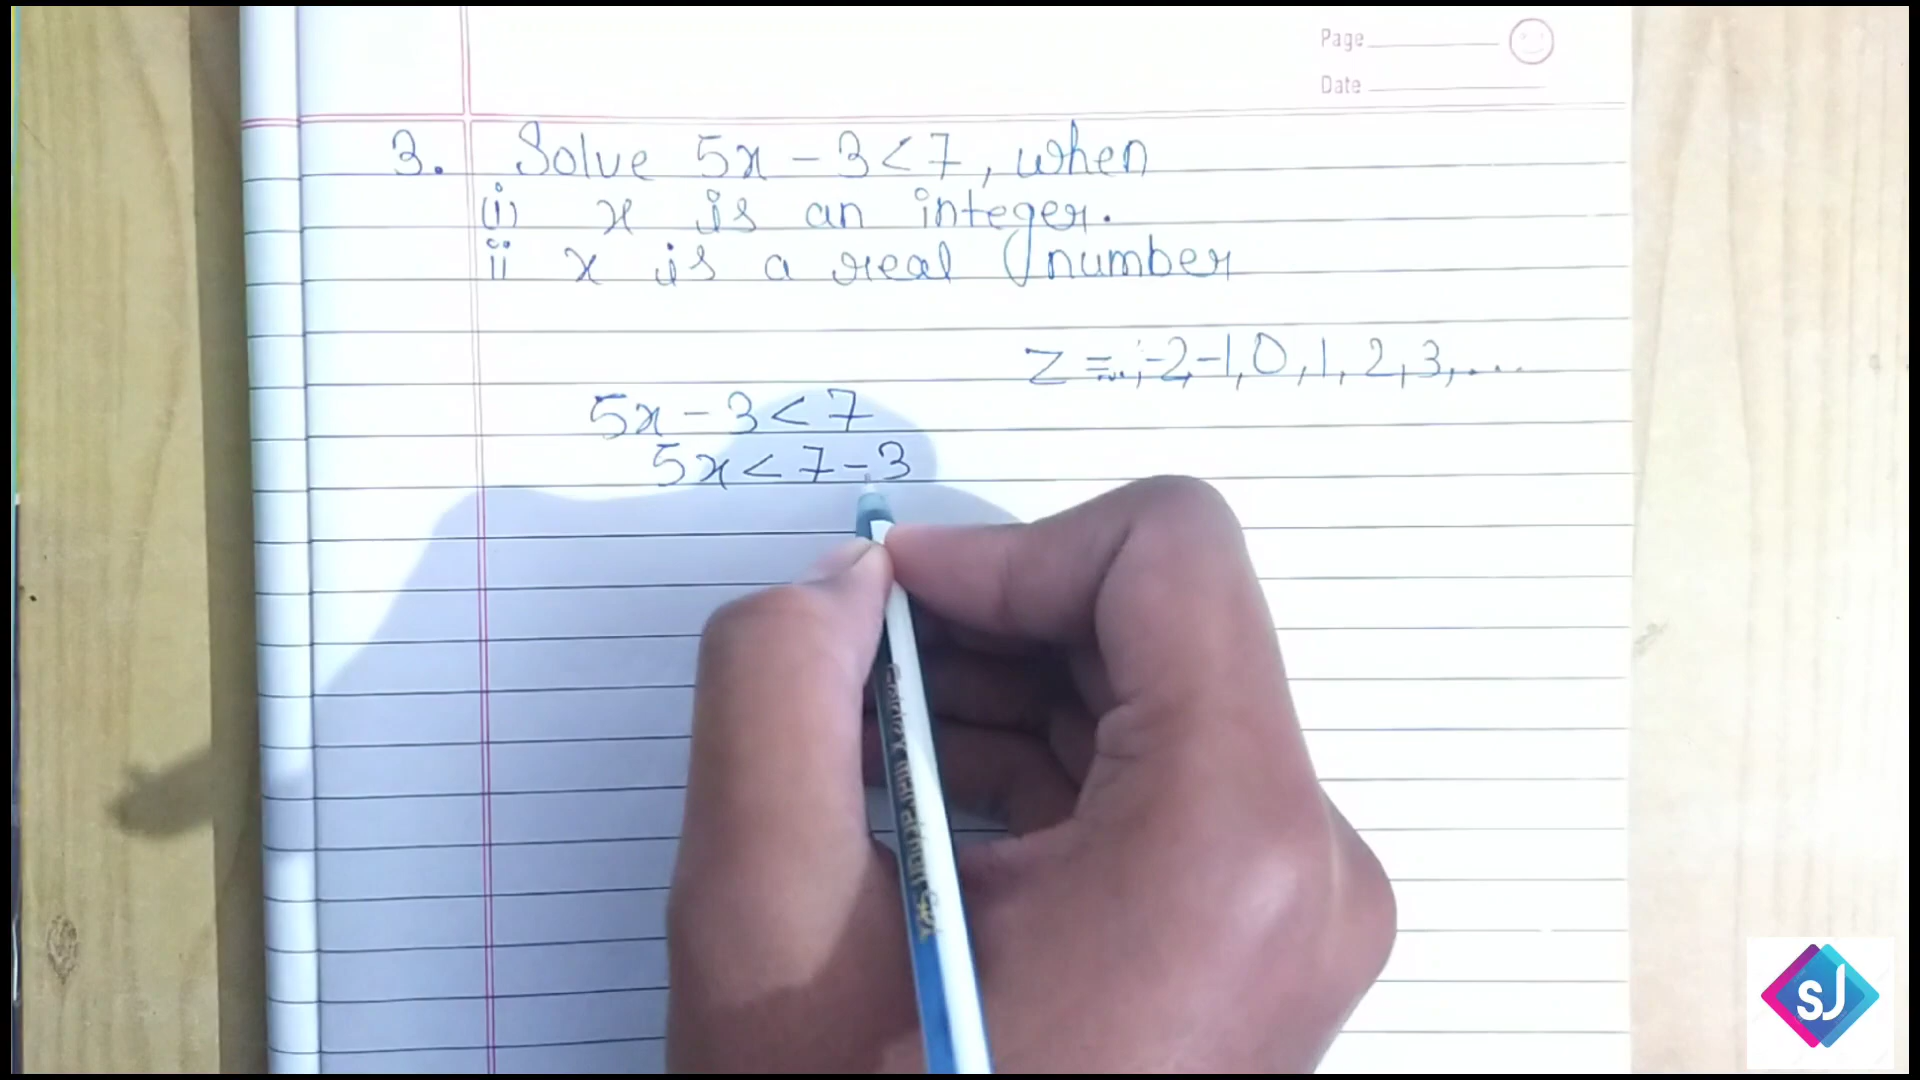 Page
Date
3. Solve 5x - 3 < 7, when
(i) x is an integer.
ii x is a real number
Z = ..., -2, -1, 0, 1, 2, 3, ...
5x - 3 < 7
5x < 7 - 3
SJ